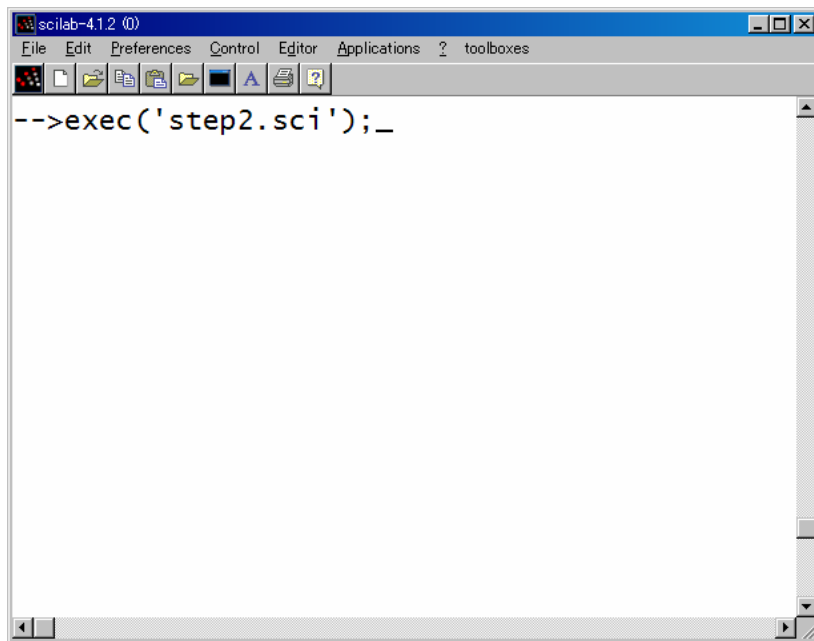 scilab-4.1.2 (0)
File Edit Preferences Control Editor Applications ? toolboxes
-->exec('step2.sci');_